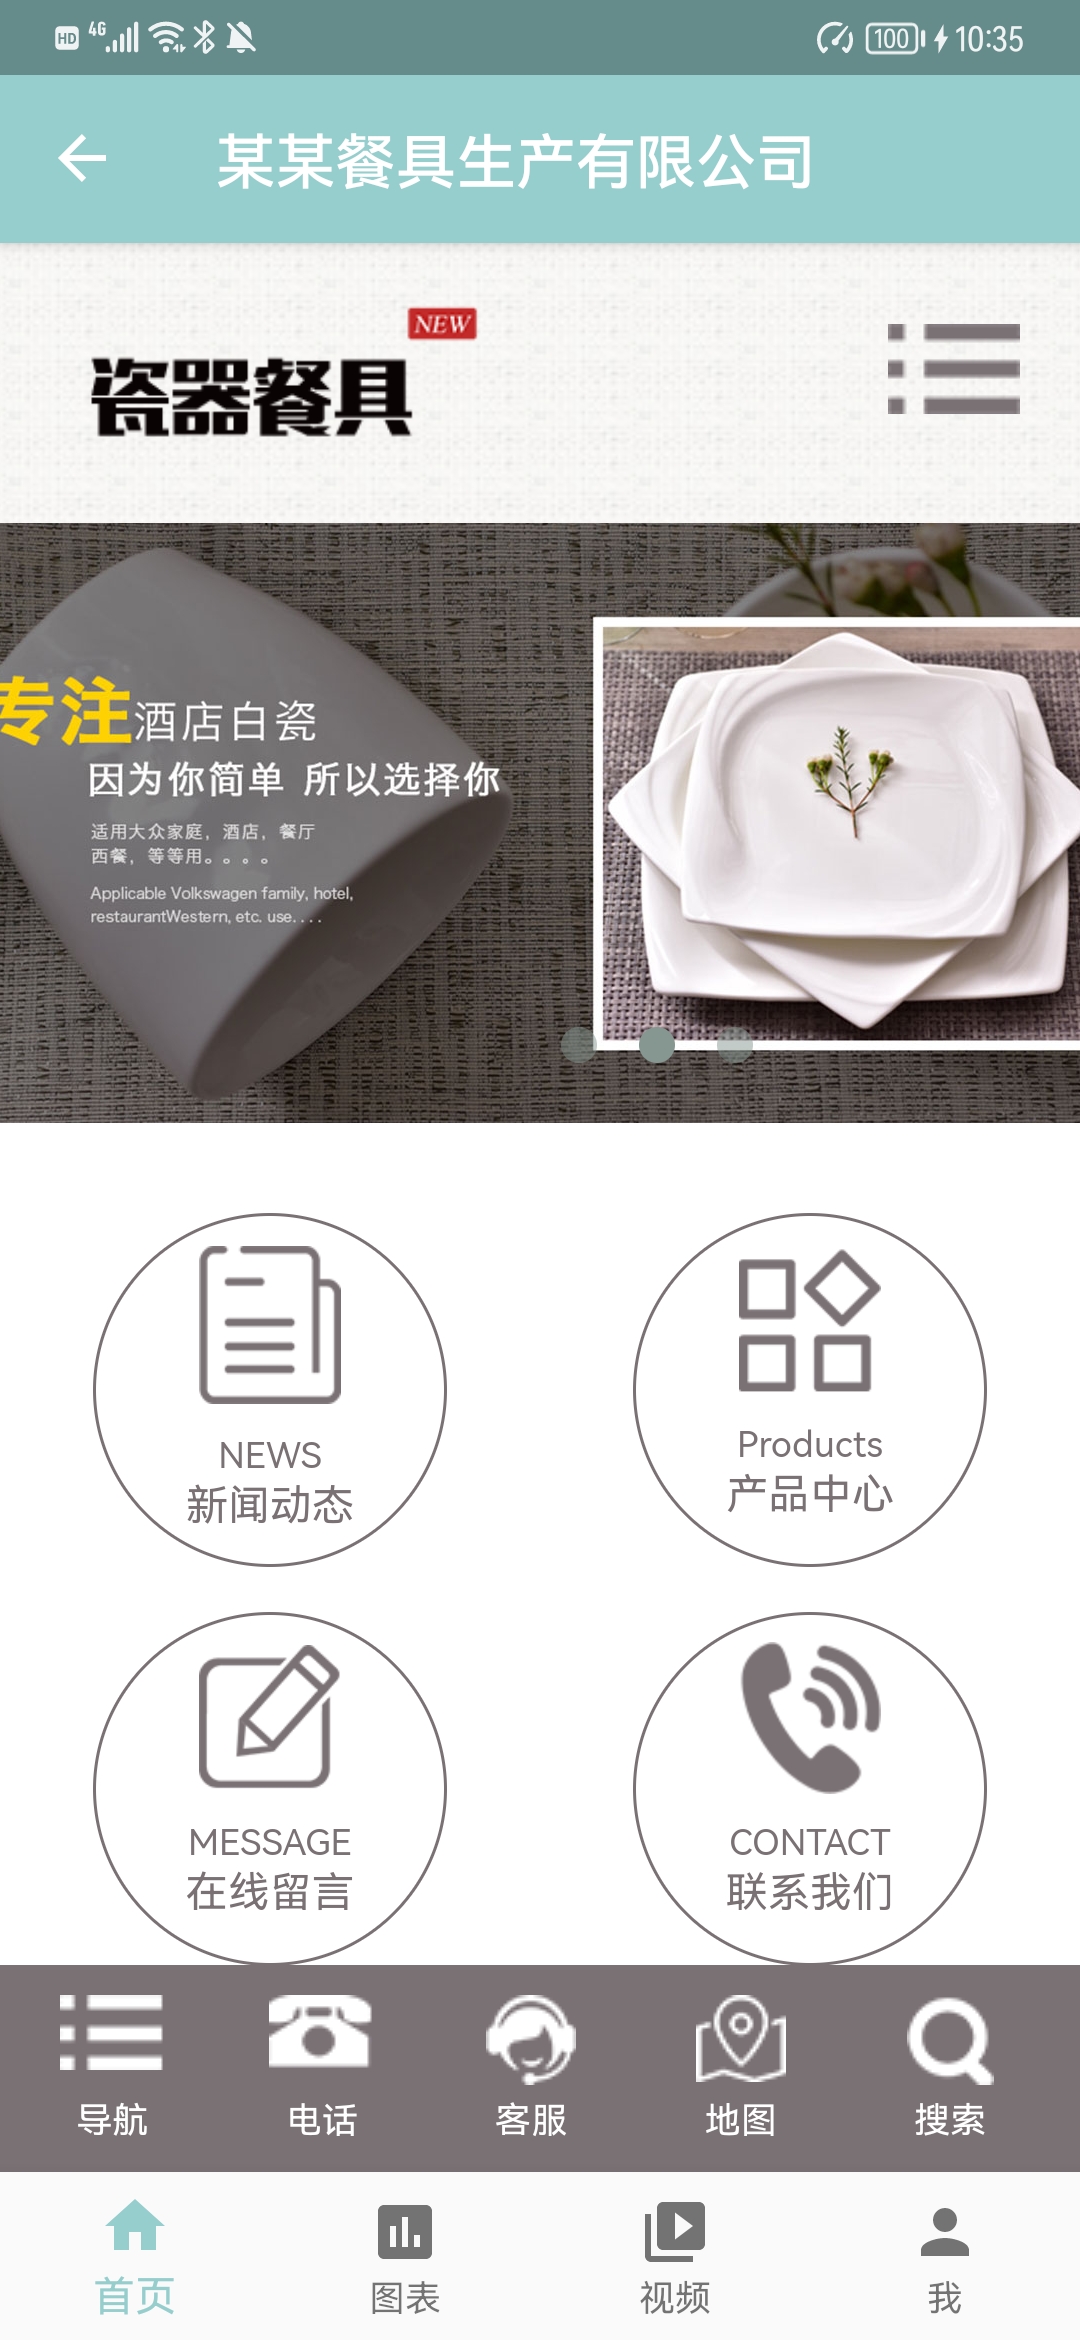 HD 4G 100 10:35
某某餐具生产有限公司
NEW
瓷器餐具
专注酒店白瓷
因为你简单 所以选择你
适用大众家庭，酒店，餐厅
西餐，等等用。。。。
Applicable Volkswagen family, hotel,
restaurantWestern, etc. use. . . .
NEWS
新闻动态
Products
产品中心
MESSAGE
在线留言
CONTACT
联系我们
导航 电话 客服 地图 搜索
首页 图表 视频 我